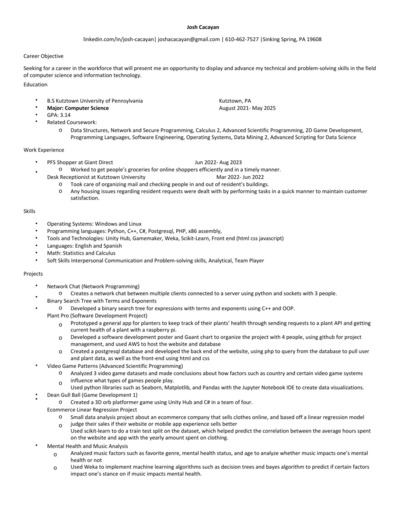 Josh Cacayan
linkedin.com/in/josh-cacayan| joshacacayan@gmail.com | 610-462-7527 |Sinking Spring, PA 19608
Career Objective
Seeking for a career in the workforce that will present me an opportunity to display and advance my technical and problem-solving skills in the field
of computer science and information technology.
Education
• B.S Kutztown University of Pennsylvania Kutztown, PA
• Major: Computer Science August 2021- May 2025
• GPA: 3.14
• Related Coursework:
o Data Structures, Network and Secure Programming, Calculus 2, Advanced Scientific Programming, 2D Game Development,
Programming Languages, Software Engineering, Operating Systems, Data Mining 2, Advanced Scripting for Data Science
Work Experience
• PFS Shopper at Giant Direct Jun 2022- Aug 2023
o Worked to get people's groceries for online shoppers efficiently and in a timely manner.
• Desk Receptionist at Kutztown University Mar 2022- Jun 2022
o Took care of organizing mail and checking people in and out of resident's buildings.
o Any housing issues regarding resident requests were dealt with by performing tasks in a quick manner to maintain customer
satisfaction.
Skills
• Operating Systems: Windows and Linux
• Programming languages: Python, C++, C#, Postgresql, PHP, x86 assembly,
• Tools and Technologies: Unity Hub, Gamemaker, Weka, Scikit-Learn, Front end (html css javascript)
• Languages: English and Spanish
• Math: Statistics and Calculus
• Soft Skills Interpersonal Communication and Problem-solving skills, Analytical, Team Player
Projects
• Network Chat (Network Programming)
o Creates a network chat between multiple clients connected to a server using python and sockets with 3 people.
• Binary Search Tree with Terms and Exponents
o Developed a binary search tree for expressions with terms and exponents using C++ and OOP.
• Plant Pro (Software Development Project)
o Prototyped a general app for planters to keep track of their plants' health through sending requests to a plant API and getting
current health of a plant with a raspberry pi.
o Developed a software development poster and Gaant chart to organize the project with 4 people, using github for project
management, and used AWS to host the website and database
o Created a postgresql database and developed the back end of the website, using php to query from the database to pull user
and plant data, as well as the front-end using html and css
• Video Game Patterns (Advanced Scientific Programming)
o Analyzed 3 video game datasets and made conclusions about how factors such as country and certain video game systems
influence what types of games people play.
o Used python libraries such as Seaborn, Matplotlib, and Pandas with the Jupyter Notebook IDE to create data visualizations.
• Dean Gull Ball (Game Development 1)
o Created a 3D orb platformer game using Unity Hub and C# in a team of four.
• Ecommerce Linear Regression Project
o Small data analysis project about an ecommerce company that sells clothes online, and based off a linear regression model
judge their sales if their website or mobile app experience sells better
o Used scikit-learn to do a train test split on the dataset, which helped predict the correlation between the average hours spent
on the website and app with the yearly amount spent on clothing.
• Mental Health and Music Analysis
o Analyzed music factors such as favorite genre, mental health status, and age to analyze whether music impacts one's mental
health or not
o Used Weka to implement machine learning algorithms such as decision trees and bayes algorithm to predict if certain factors
impact one's stance on if music impacts mental health.